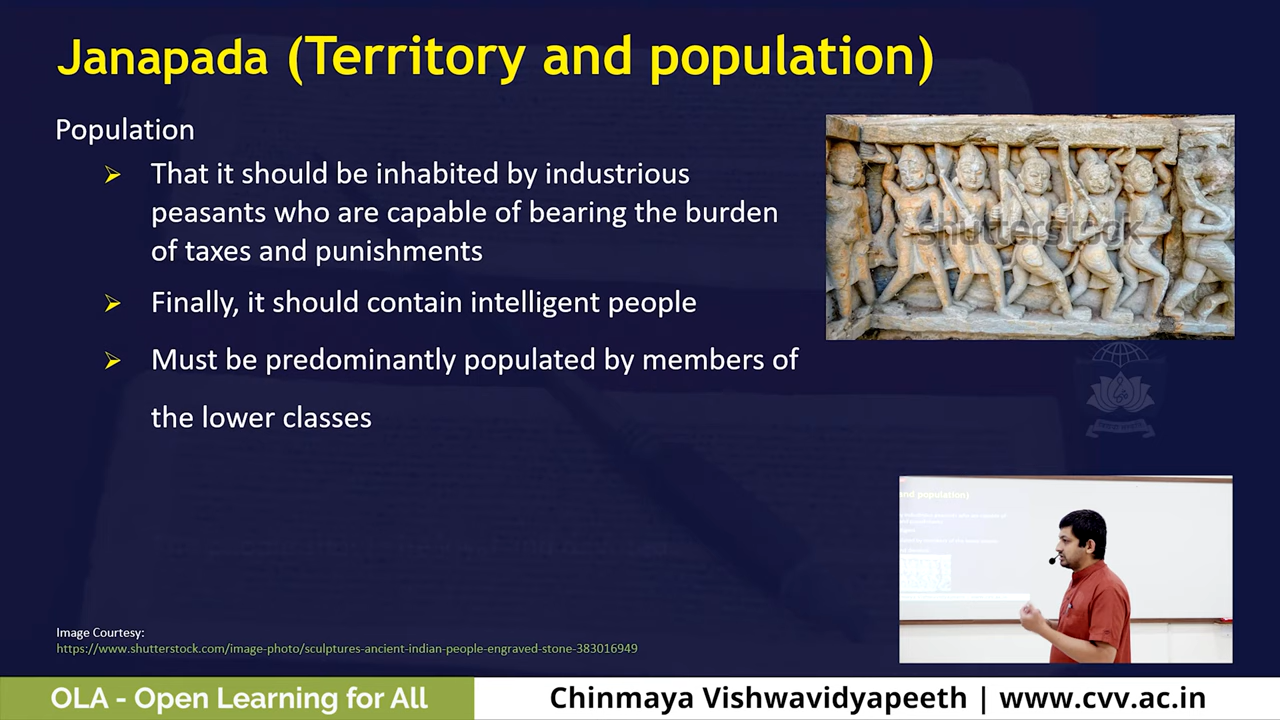 Janapada (Territory and population)
Population
That it should be inhabited by industrious
peasants who are capable of bearing the burden
of taxes and punishments
Finally, it should contain intelligent people
Must be predominantly populated by members of
the lower classes
shutterstock
and population)
Image Courtesy:
https://www.shutterstock.com/image-photo/sculptures-ancient-indian-people-engraved-stone-383016949
OLA - Open Learning for All
Chinmaya Vishwavidyapeeth | www.cvv.ac.in